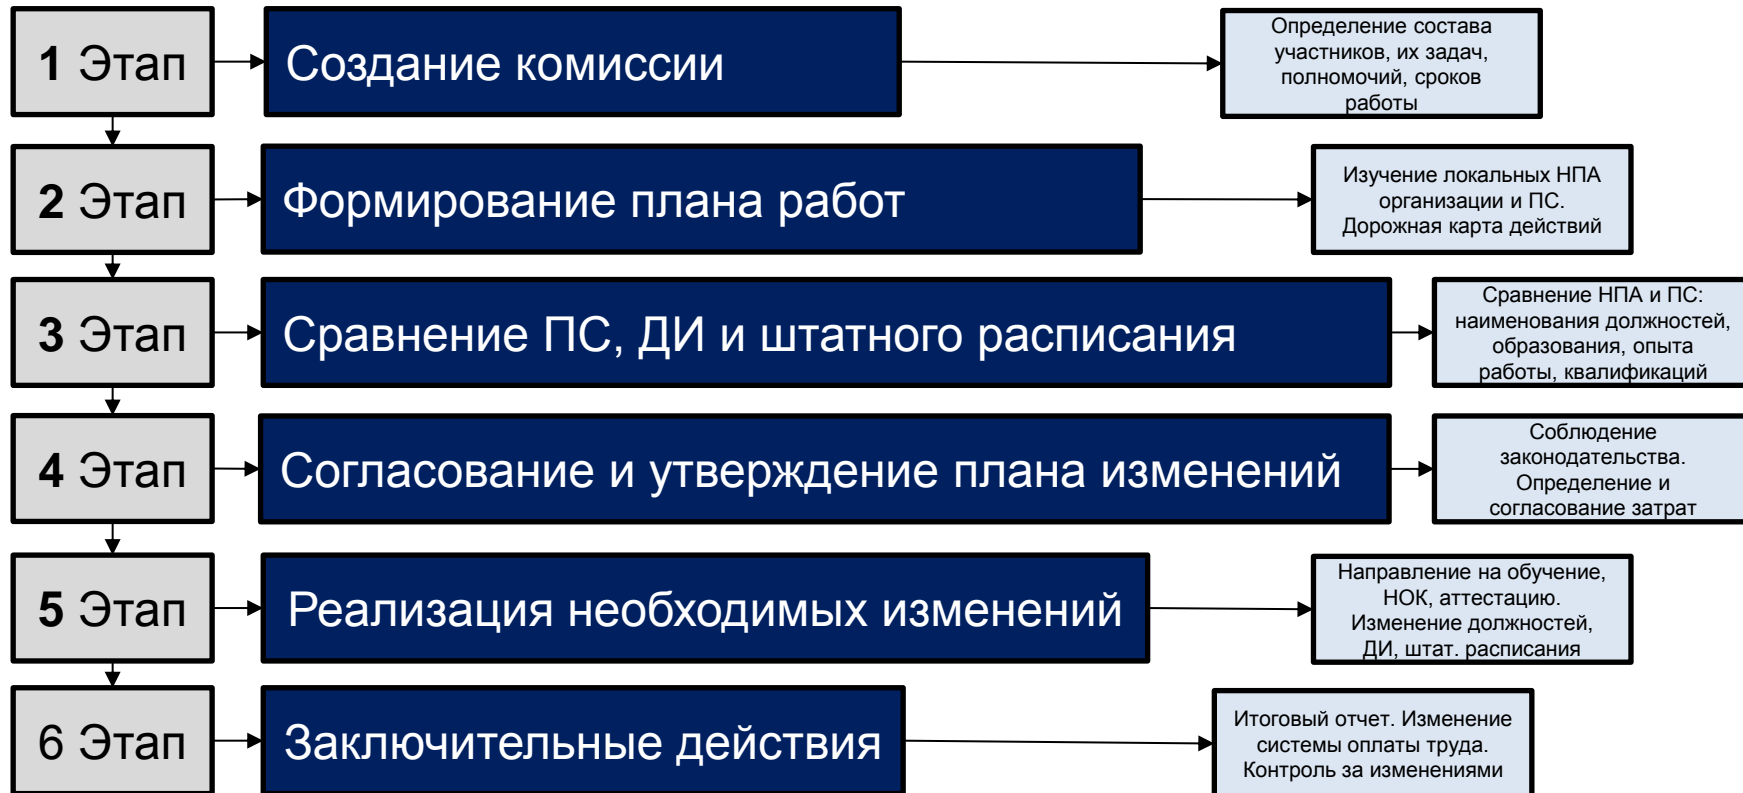 1 Этап
Создание комиссии
Определение состава
участников, их задач,
полномочий, сроков
работы
2 Этап
Формирование плана работ
Изучение локальных НПА
организации и ПС.
Дорожная карта действий
3 Этап
Сравнение ПС, ДИ и штатного расписания
Сравнение НПА и ПС:
наименования должностей,
образования, опыта
работы, квалификаций
4 Этап
Согласование и утверждение плана изменений
Соблюдение
законодательства.
Определение и
согласование затрат
5 Этап
Реализация необходимых изменений
Направление на обучение,
НОК, аттестацию.
Изменение должностей,
ДИ, штат. расписания
6 Этап
Заключительные действия
Итоговый отчет. Изменение
системы оплаты труда.
Контроль за изменениями